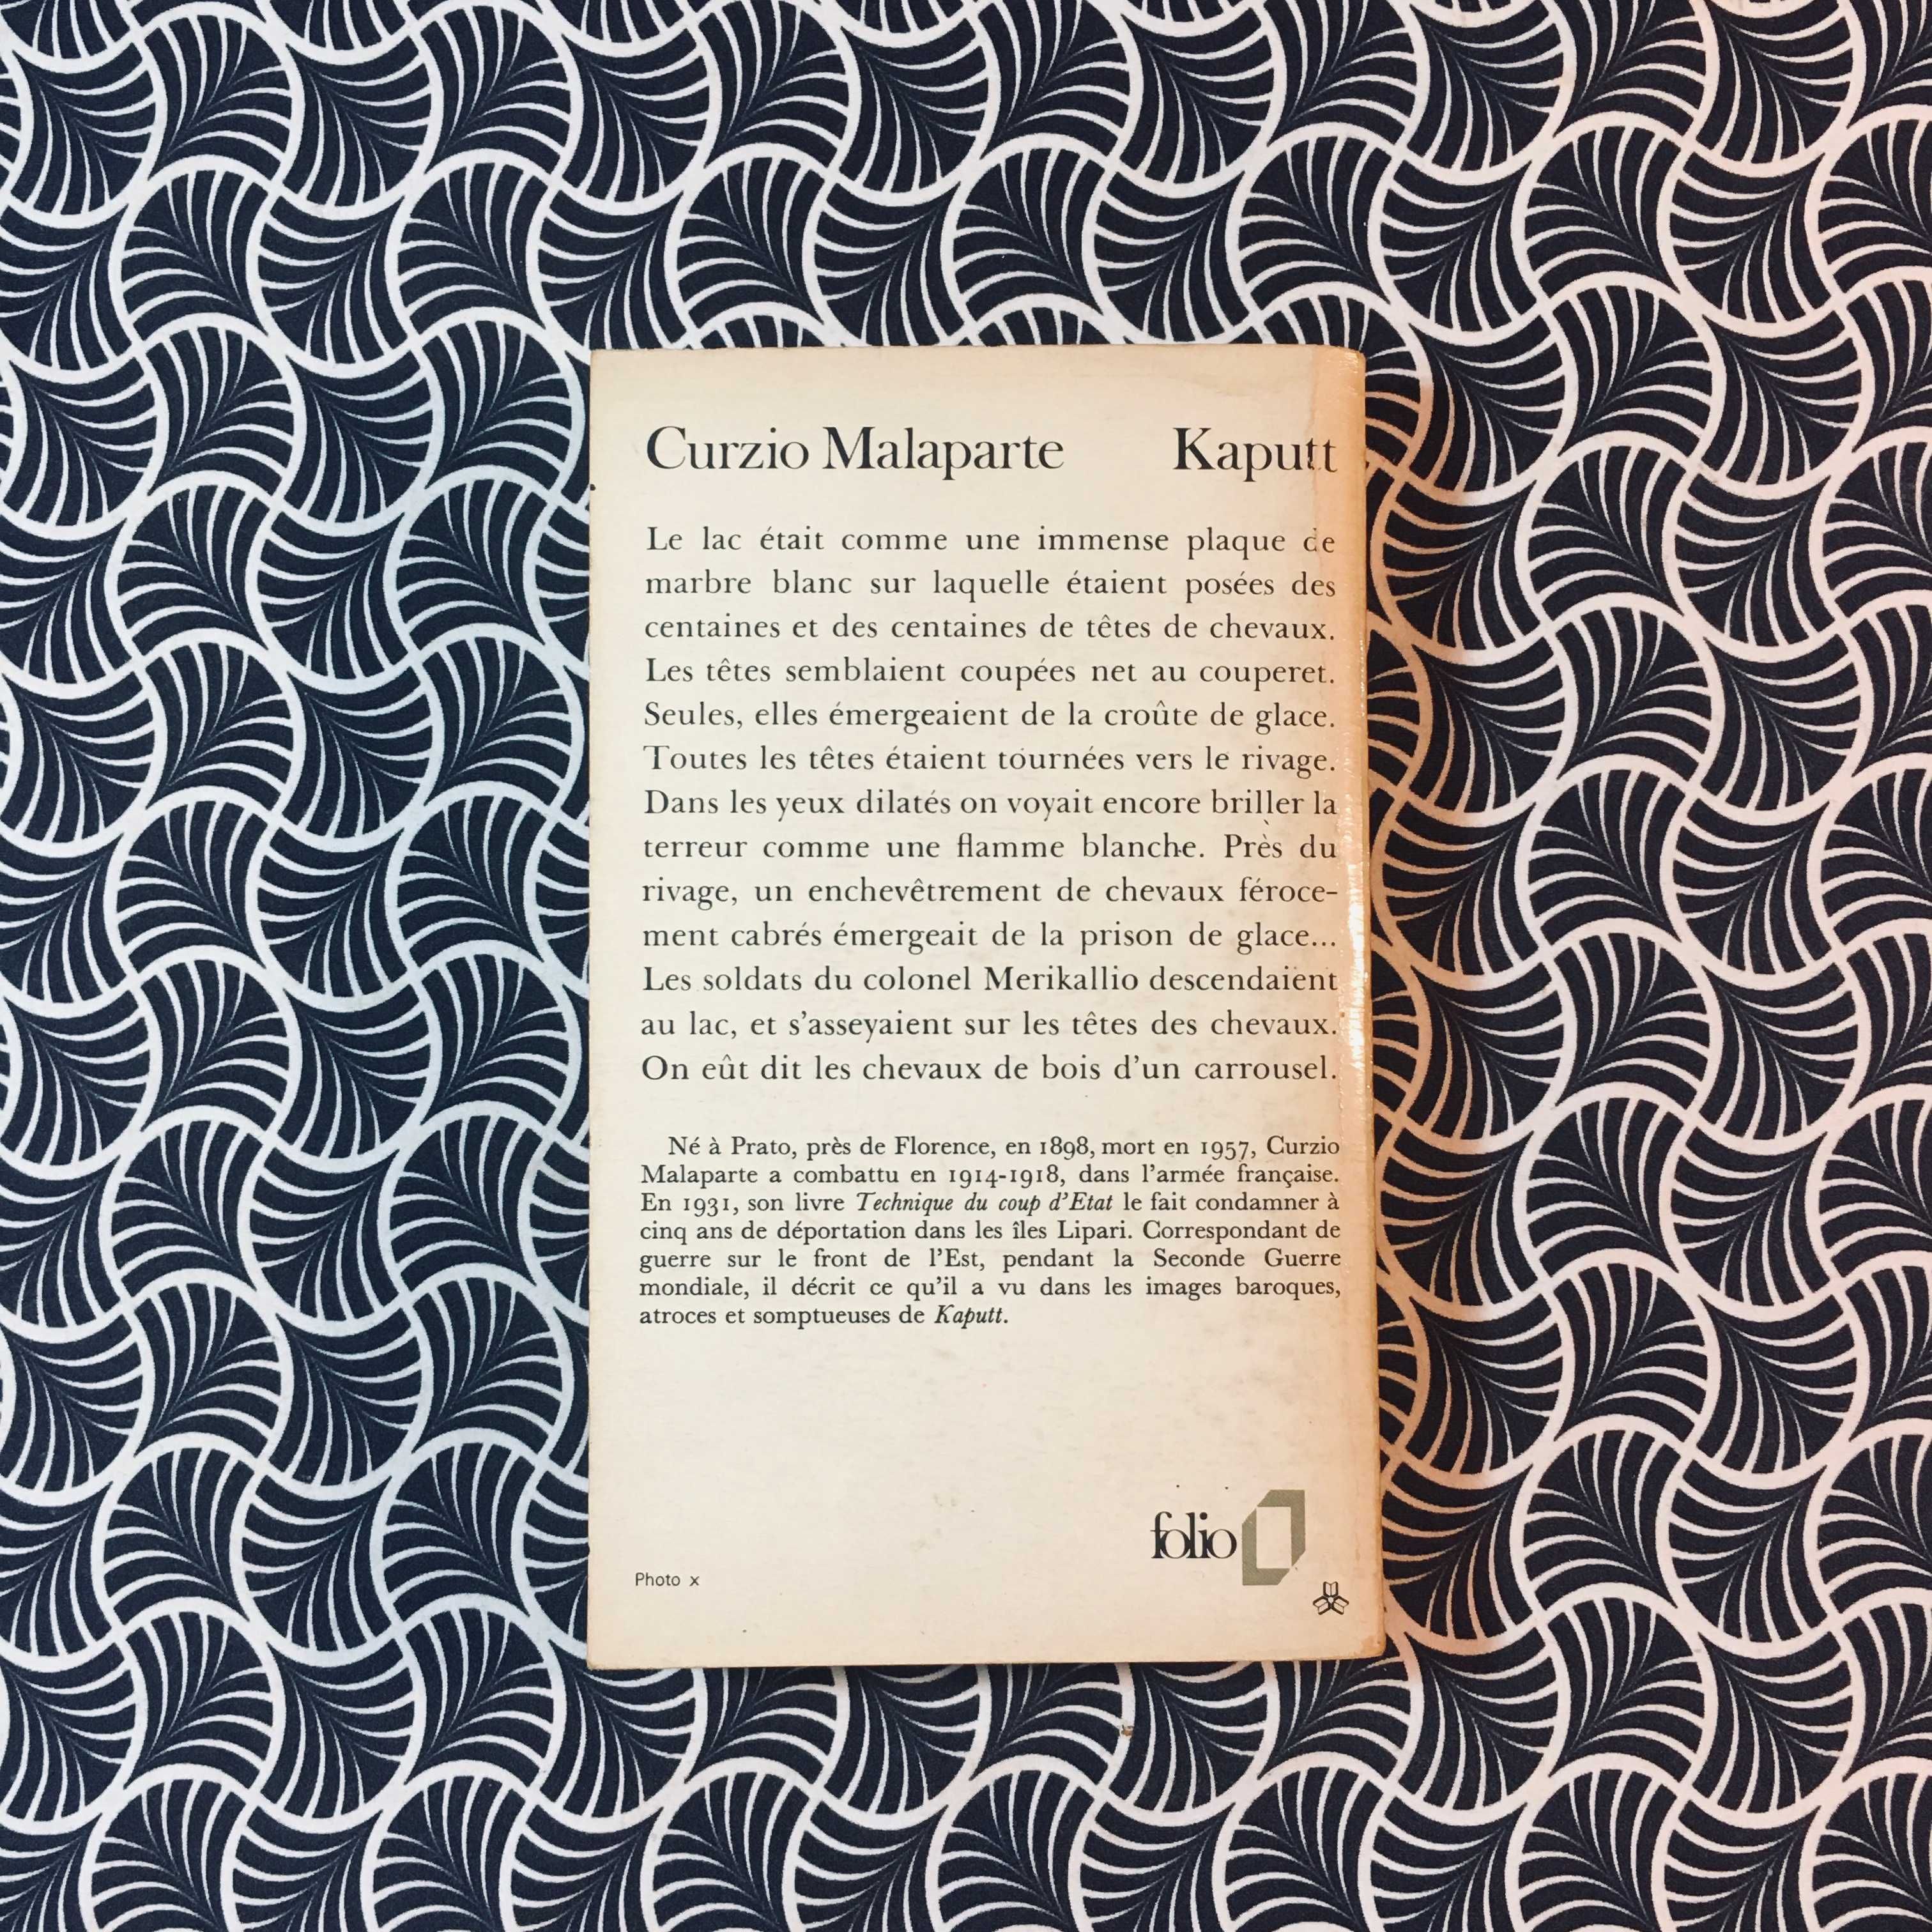 Curzio Malaparte Kaputt
Le lac était comme une immense plaque de
marbre blanc sur laquelle étaient posées des
centaines et des centaines de têtes de chevaux.
Les têtes semblaient coupées net au couperet.
Seules, elles émergeaient de la croûte de glace.
Toutes les têtes étaient tournées vers le rivage.
Dans les yeux dilatés on voyait encore briller la
terreur comme une flamme blanche. Près du
rivage, un enchevêtrement de chevaux féroce-
ment cabrés émergeait de la prison de glace...
Les soldats du colonel Merikallio descendaient
au lac, et s'asseyaient sur les têtes des chevaux.
On eût dit les chevaux de bois d'un carrousel.
Né à Prato, près de Florence, en 1898, mort en 1957, Curzio
Malaparte a combattu en 1914-1918, dans l'armée française.
En 1931, son livre Technique du coup d'Etat le fait condamner à
cinq ans de déportation dans les îles Lipari. Correspondant de
guerre sur le front de l'Est, pendant la Seconde Guerre
mondiale, il décrit ce qu'il a vu dans les images baroques,
atroces et somptueuses de Kaputt.
folio
Photo x